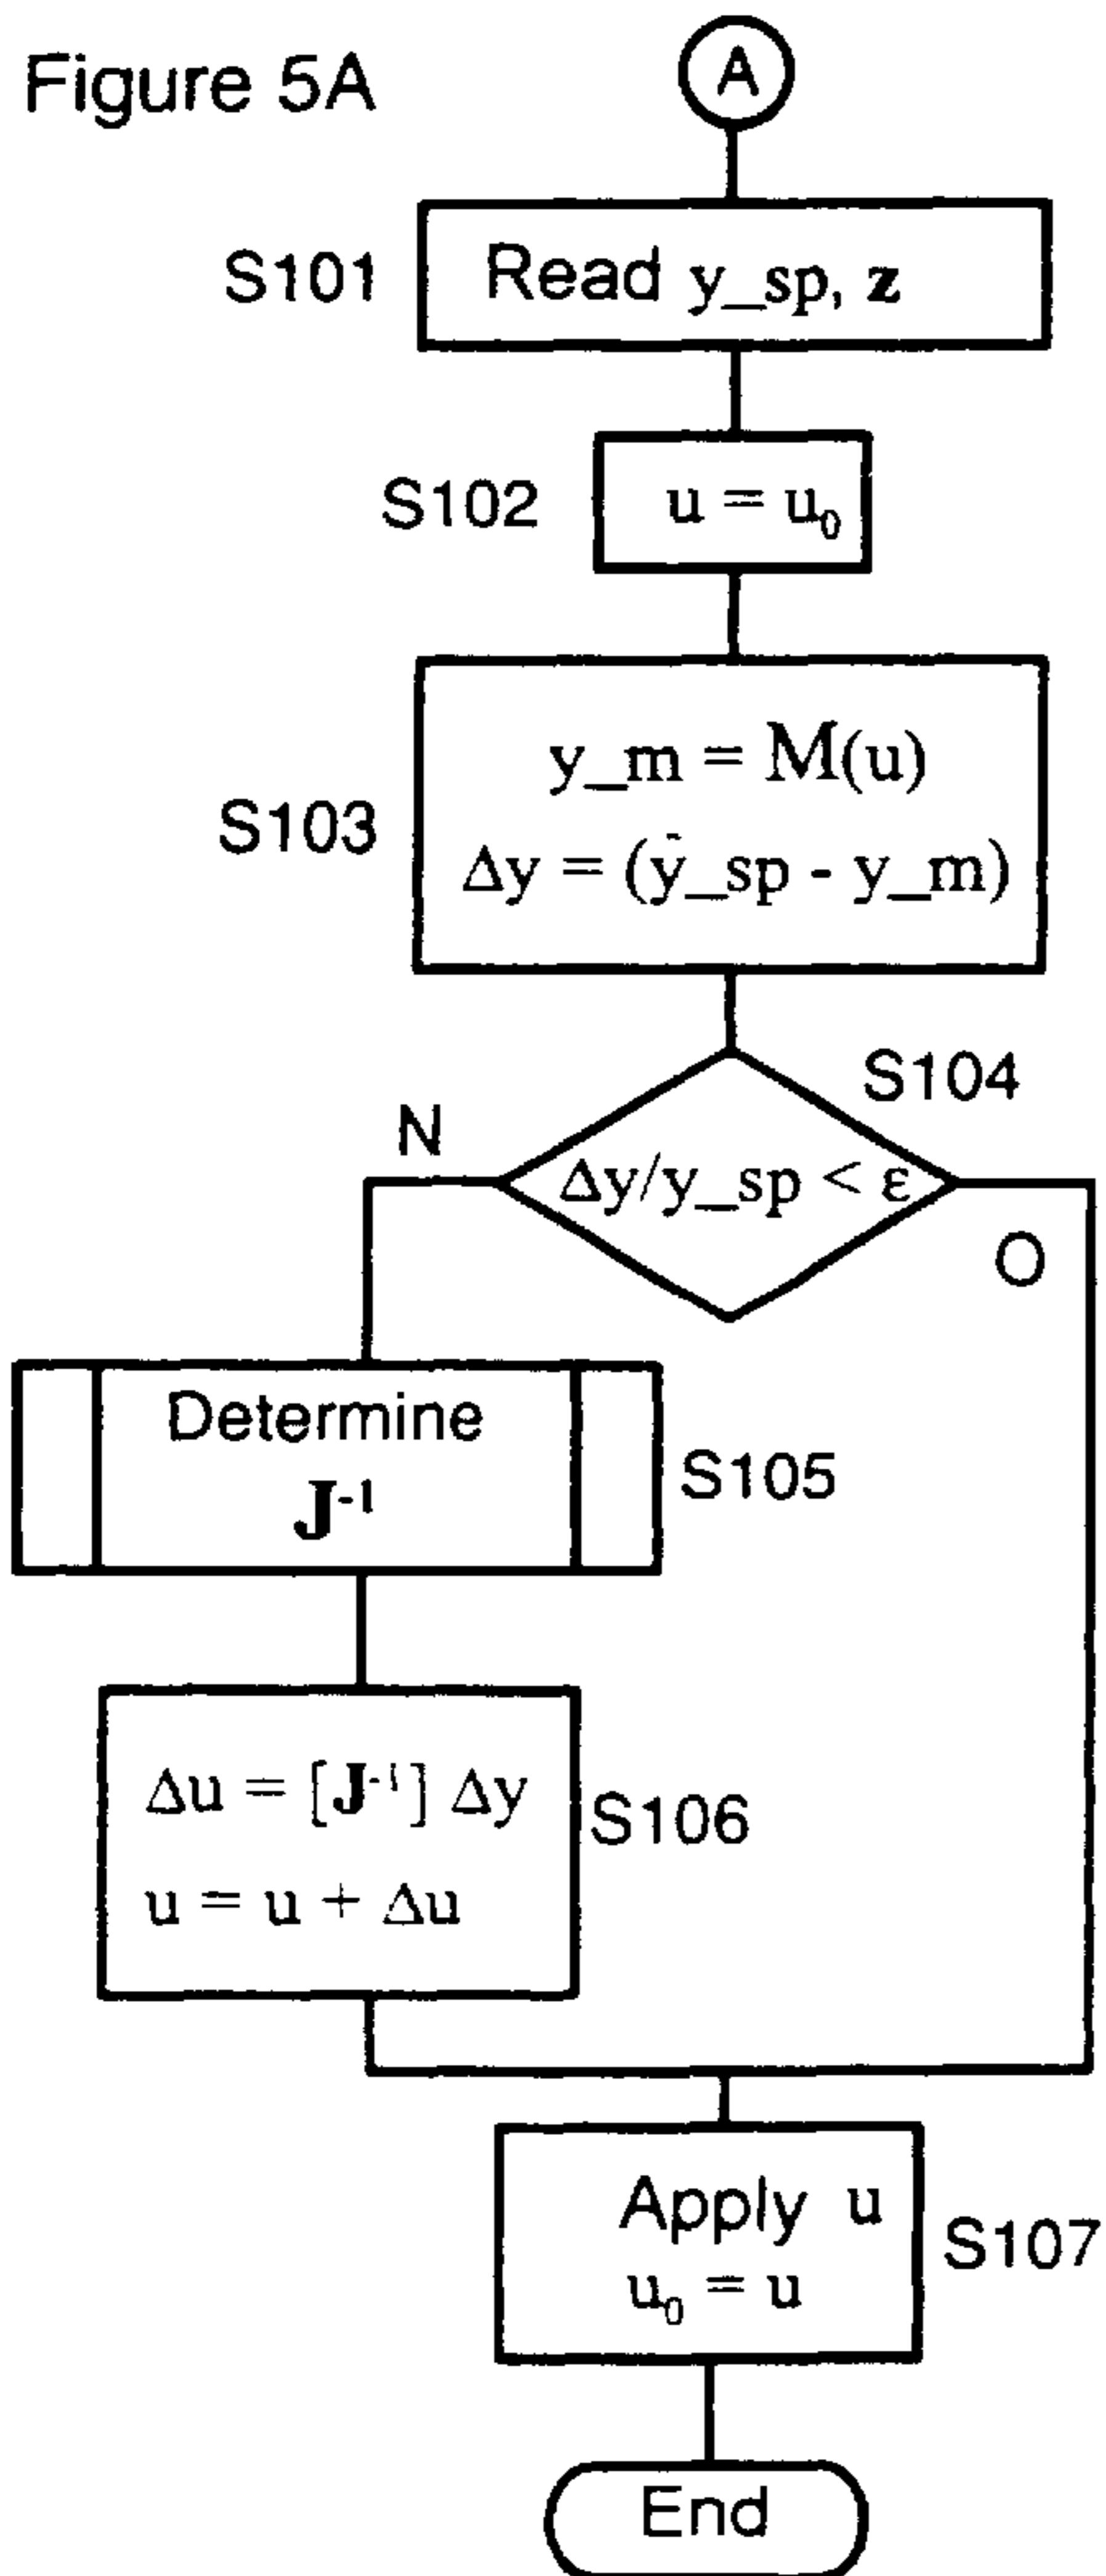 Figure 5A
A
S101
Read y_sp, z
S102
u = u₀
S103
y_m = M(u)
Δy = (y_sp - y_m)
S104
N
Δy/y_sp < ε
O
Determine
J⁻¹
S105
Δu = [J⁻¹] Δy
u = u + Δu
S106
Apply u
u₀ = u
S107
End